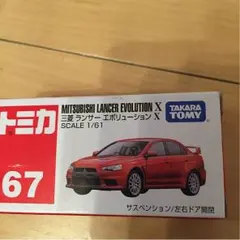 トミカ
67
MITSUBISHI LANCER EVOLUTION X
三菱 ランサー エボリューション X
SCALE 1/61
TAKARA
TOMY
サスペンション/左右ドア開閉